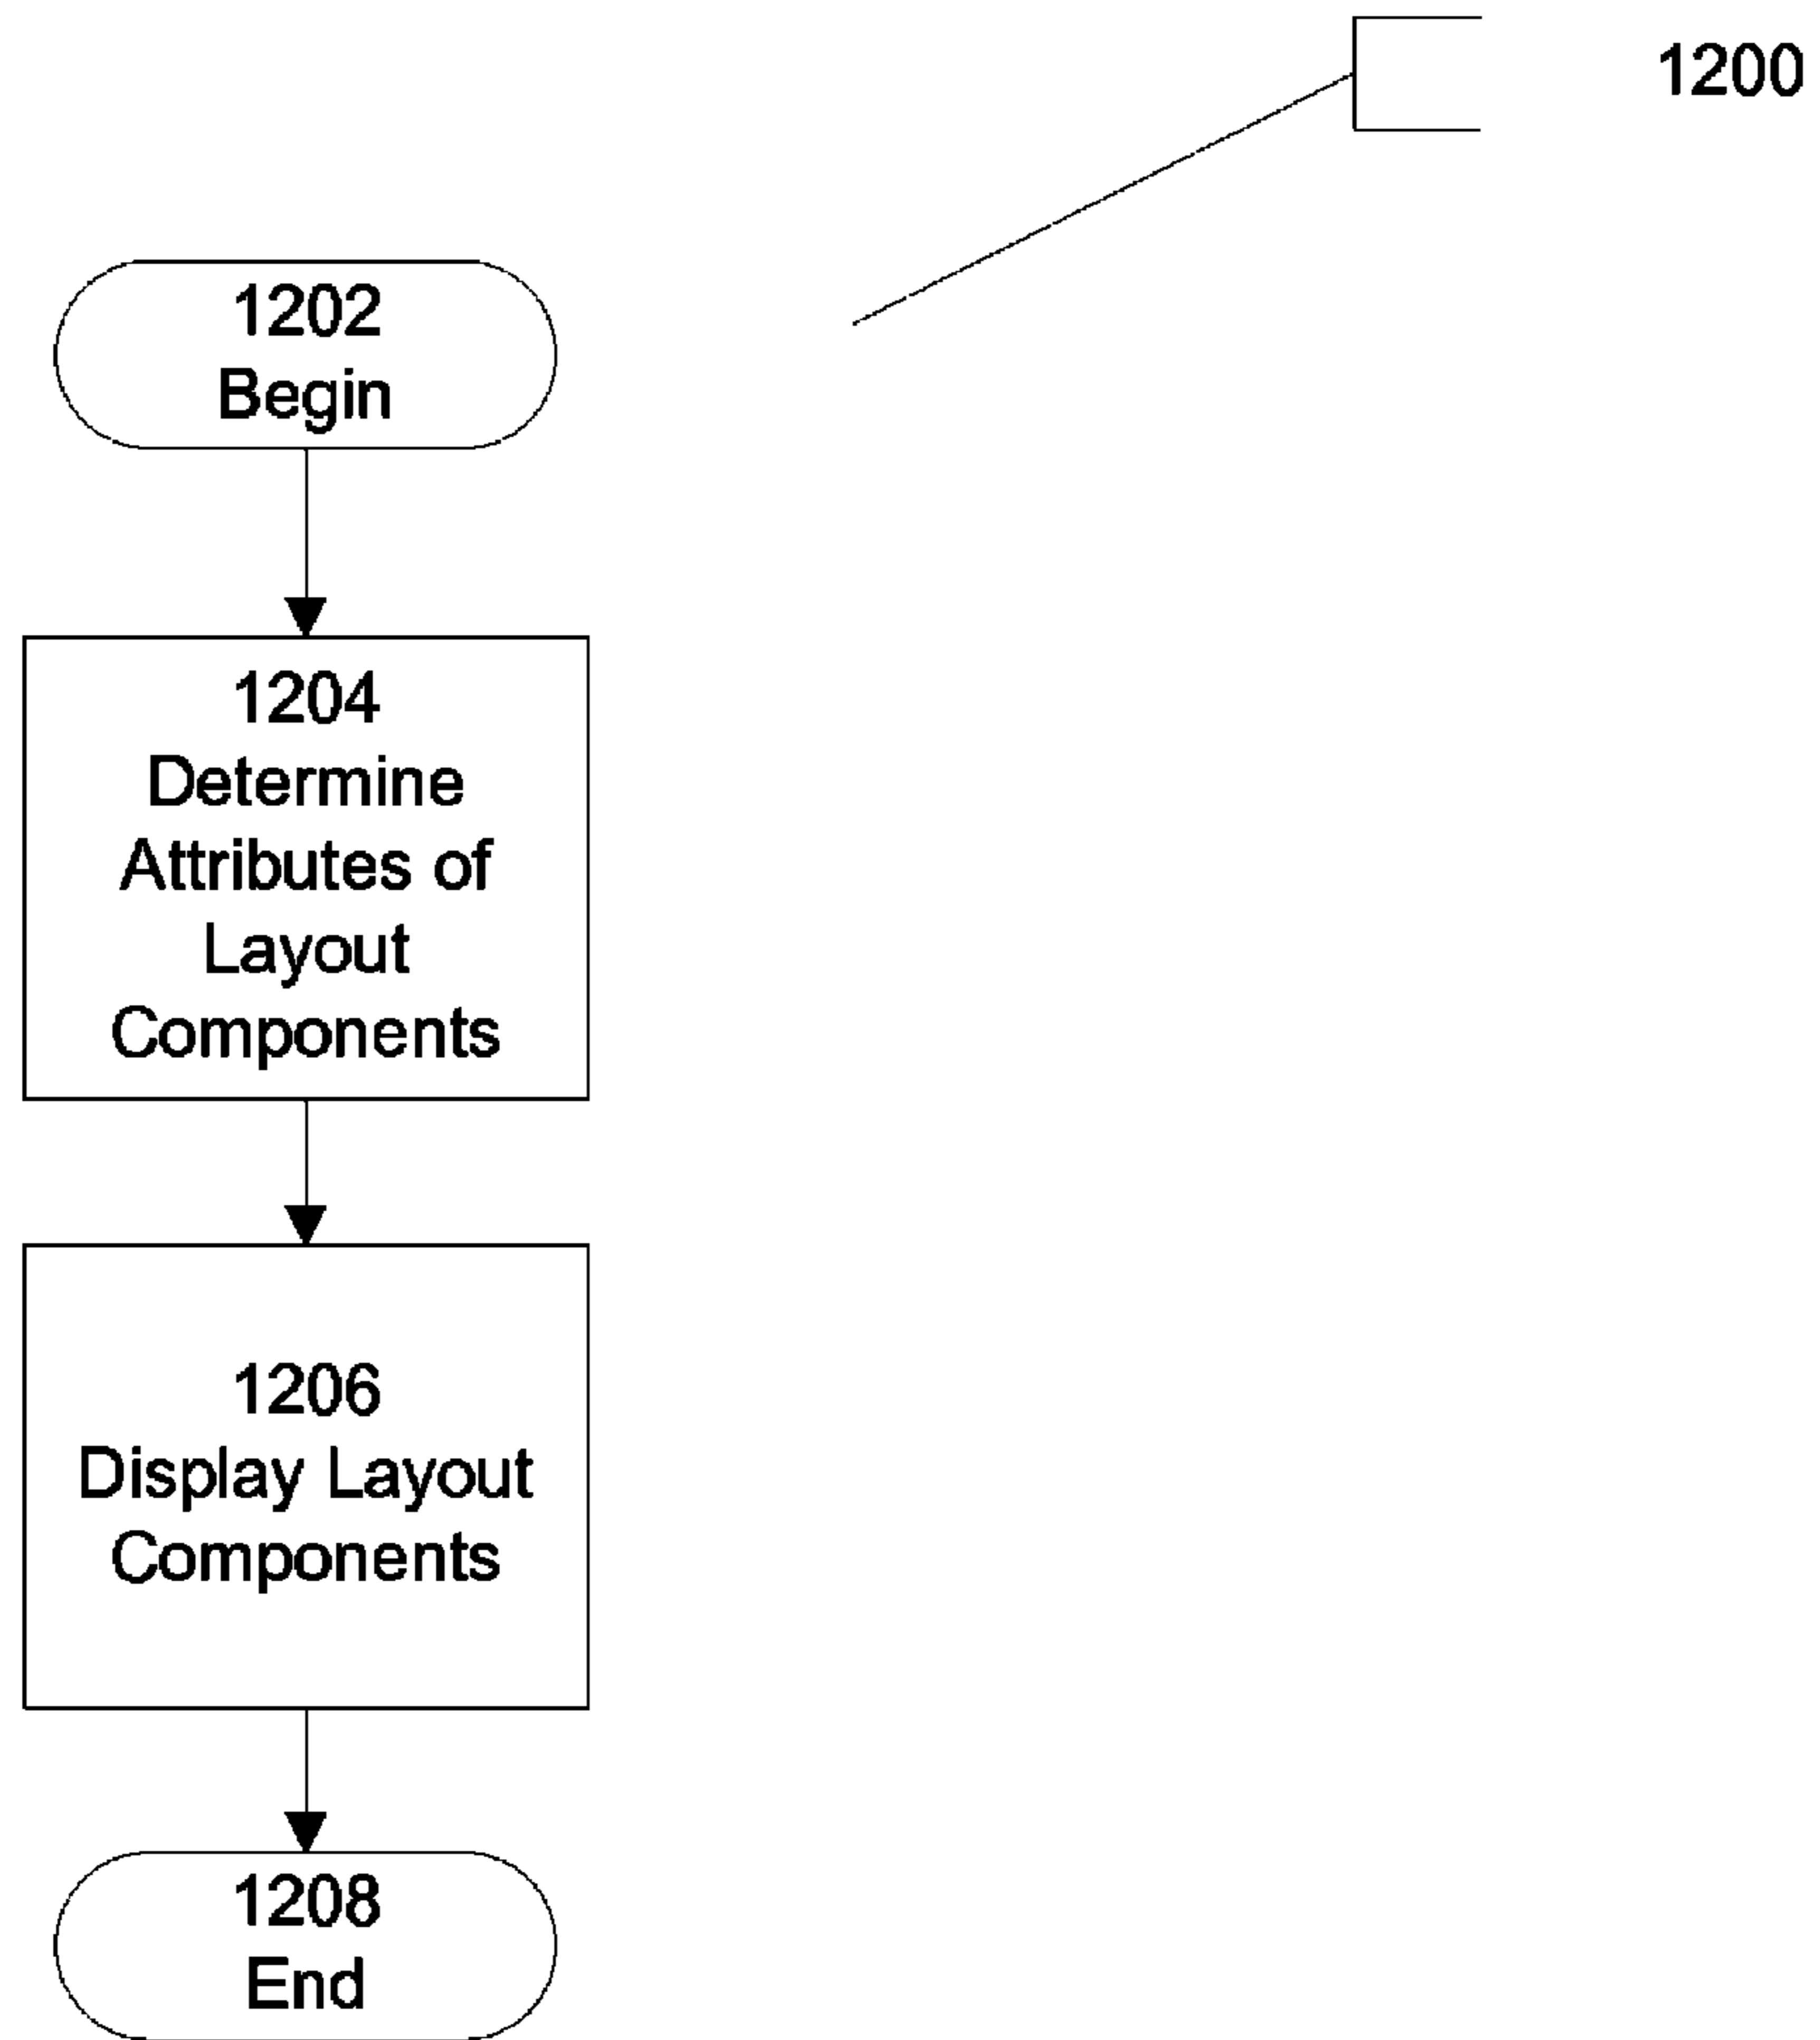 1200
1202
Begin
1204
Determine
Attributes of
Layout
Components
1206
Display Layout
Components
1208
End